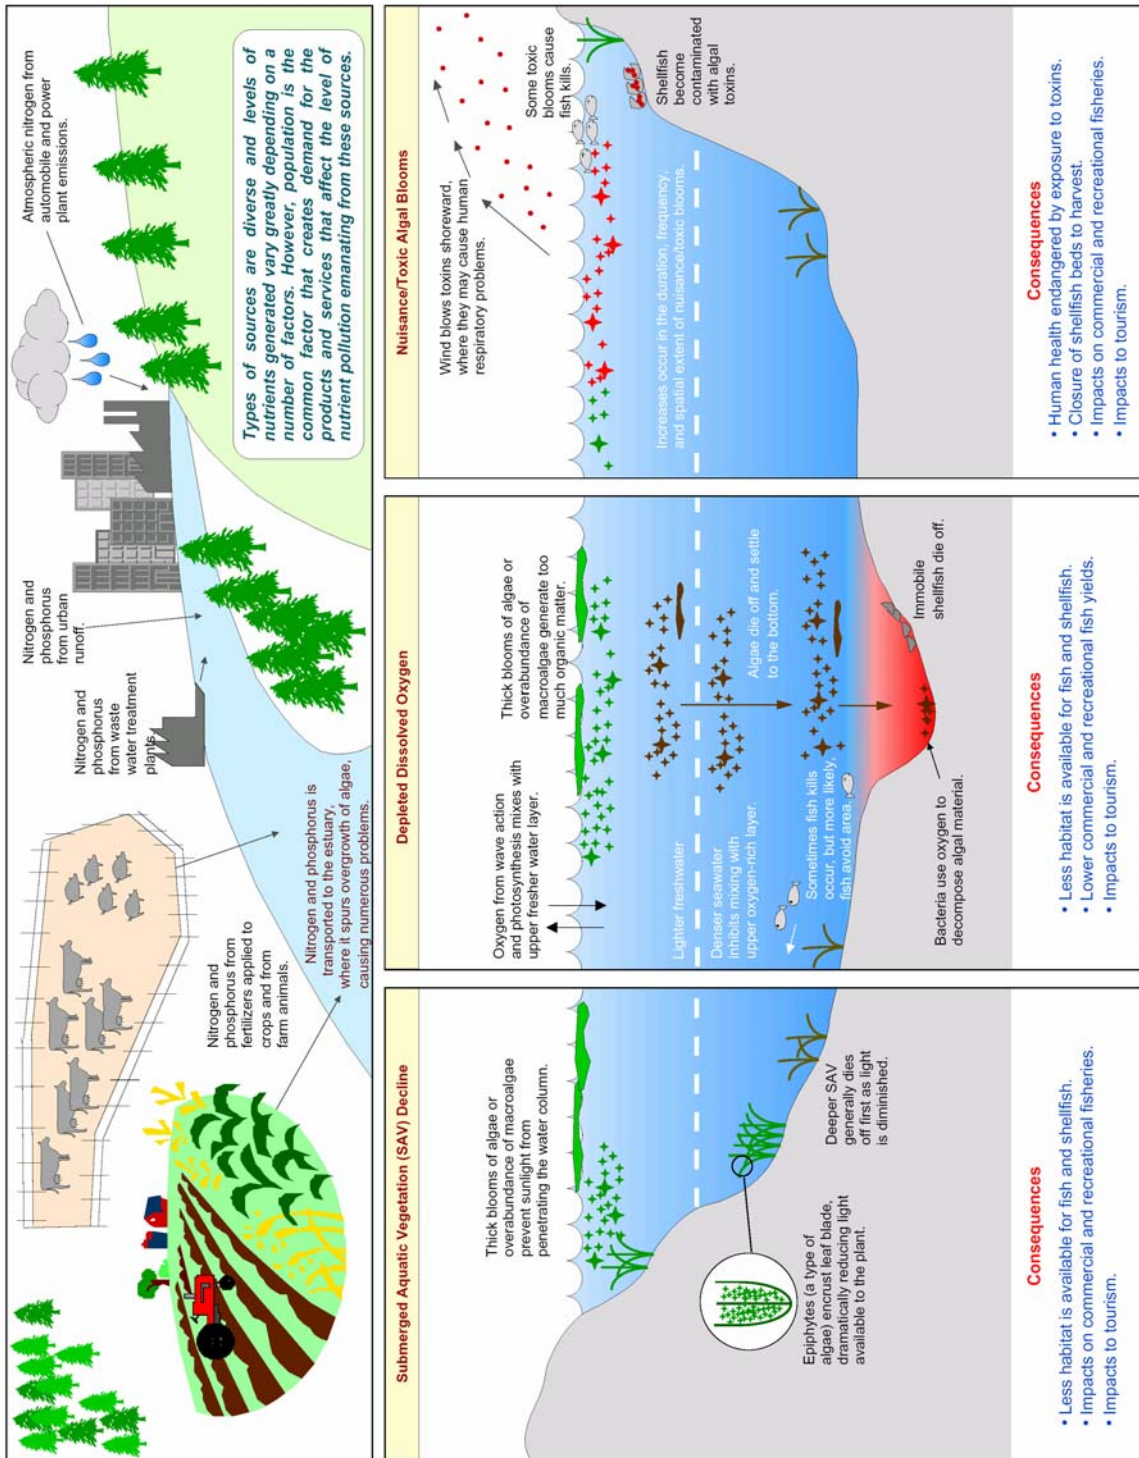 Atmospheric nitrogen from
automobile and power
plant emissions.
Nitrogen and
phosphorus
from urban
runoff.
Nitrogen and
phosphorus
from waste
water treatment
plants.
Nitrogen and
phosphorus from
fertilizers applied to
crops and from
farm animals.
Nitrogen and phosphorus is
transported to the estuary,
where it spurs overgrowth of algae,
causing numerous problems.
Types of sources are diverse and levels of
nutrients generated vary greatly depending on a
number of factors. However, population is the
common factor that creates demand for the
products and services that affect the level of
nutrient pollution emanating from these sources.
Submerged Aquatic Vegetation (SAV) Decline
Thick blooms of algae or
overabundance of macroalgae
prevent sunlight from
penetrating the water column.
Epiphytes (a type of
algae) encrust leaf blade,
dramatically reducing light
available to the plant.
Deeper SAV
generally dies
off first as light
is diminished.
Consequences
• Less habitat is available for fish and shellfish.
• Impacts on commercial and recreational fisheries.
• Impacts to tourism.
Depleted Dissolved Oxygen
Oxygen from wave action
and photosynthesis mixes with
upper fresher water layer.
Thick blooms of algae or
overabundance of
macroalgae generate too
much organic matter.
Lighter freshwater
Denser seawater
inhibits mixing with
upper oxygen-rich layer.
Algae die off and settle
to the bottom.
Sometimes fish kills
occur, but more likely,
fish avoid area.
Bacteria use oxygen to
decompose algal material.
Immobile
shellfish die off.
Consequences
• Less habitat is available for fish and shellfish.
• Lower commercial and recreational fish yields.
• Impacts to tourism.
Nuisance/Toxic Algal Blooms
Wind blows toxins shoreward,
where they may cause human
respiratory problems.
Some toxic
blooms cause
fish kills.
Shellfish
become
contaminated
with algal
toxins.
Increases occur in the duration, frequency,
and spatial extent of nuisance/toxic blooms.
Consequences
• Human health endangered by exposure to toxins.
• Closure of shellfish beds to harvest.
• Impacts on commercial and recreational fisheries.
• Impacts to tourism.